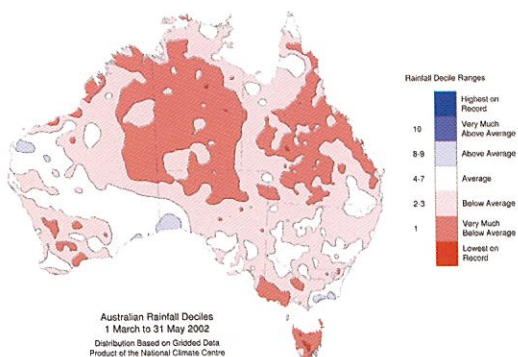 Rainfall Decile Ranges
Highest on
Record
10 Very Much
Above Average
8-9 Above Average
4-7 Average
2-3 Below Average
1 Very Much
Below Average
Lowest on
Record
Australian Rainfall Deciles
1 March to 31 May 2002
Distribution Based on Gridded Data
Product of the National Climate Centre